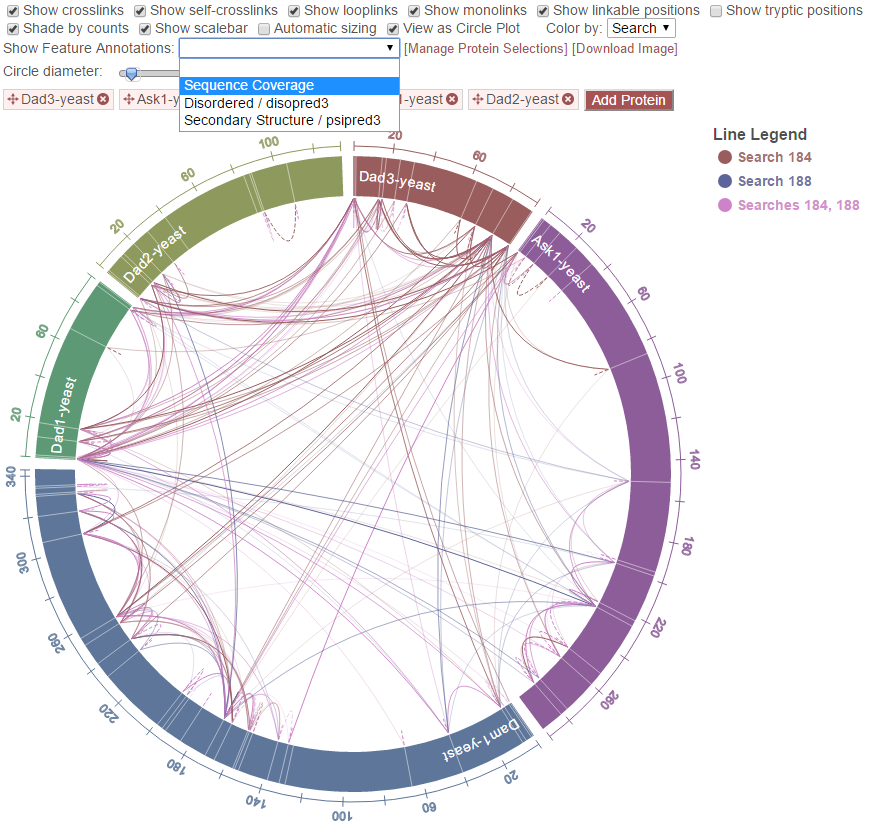 Show crosslinks Show self-crosslinks Show looplinks Show monolinks Show linkable positions Show tryptic positions
Shade by counts Show scalebar Automatic sizing View as Circle Plot Color by: Search
Show Feature Annotations: [Manage Protein Selections] [Download Image]
Circle diameter:
Sequence Coverage
Disordered / disopred3
Secondary Structure / psipred3
Dad3-yeast Ask1-y 1-yeast Dad2-yeast Add Protein
Line Legend
Search 184
Search 188
Searches 184, 188
Dad3-yeast
20
60
Ask1-yeast
20
60
100
140
180
220
260
Dam1-yeast
20
60
100
140
180
220
260
300
340
Dad1-yeast
20
60
Dad2-yeast
20
60
100